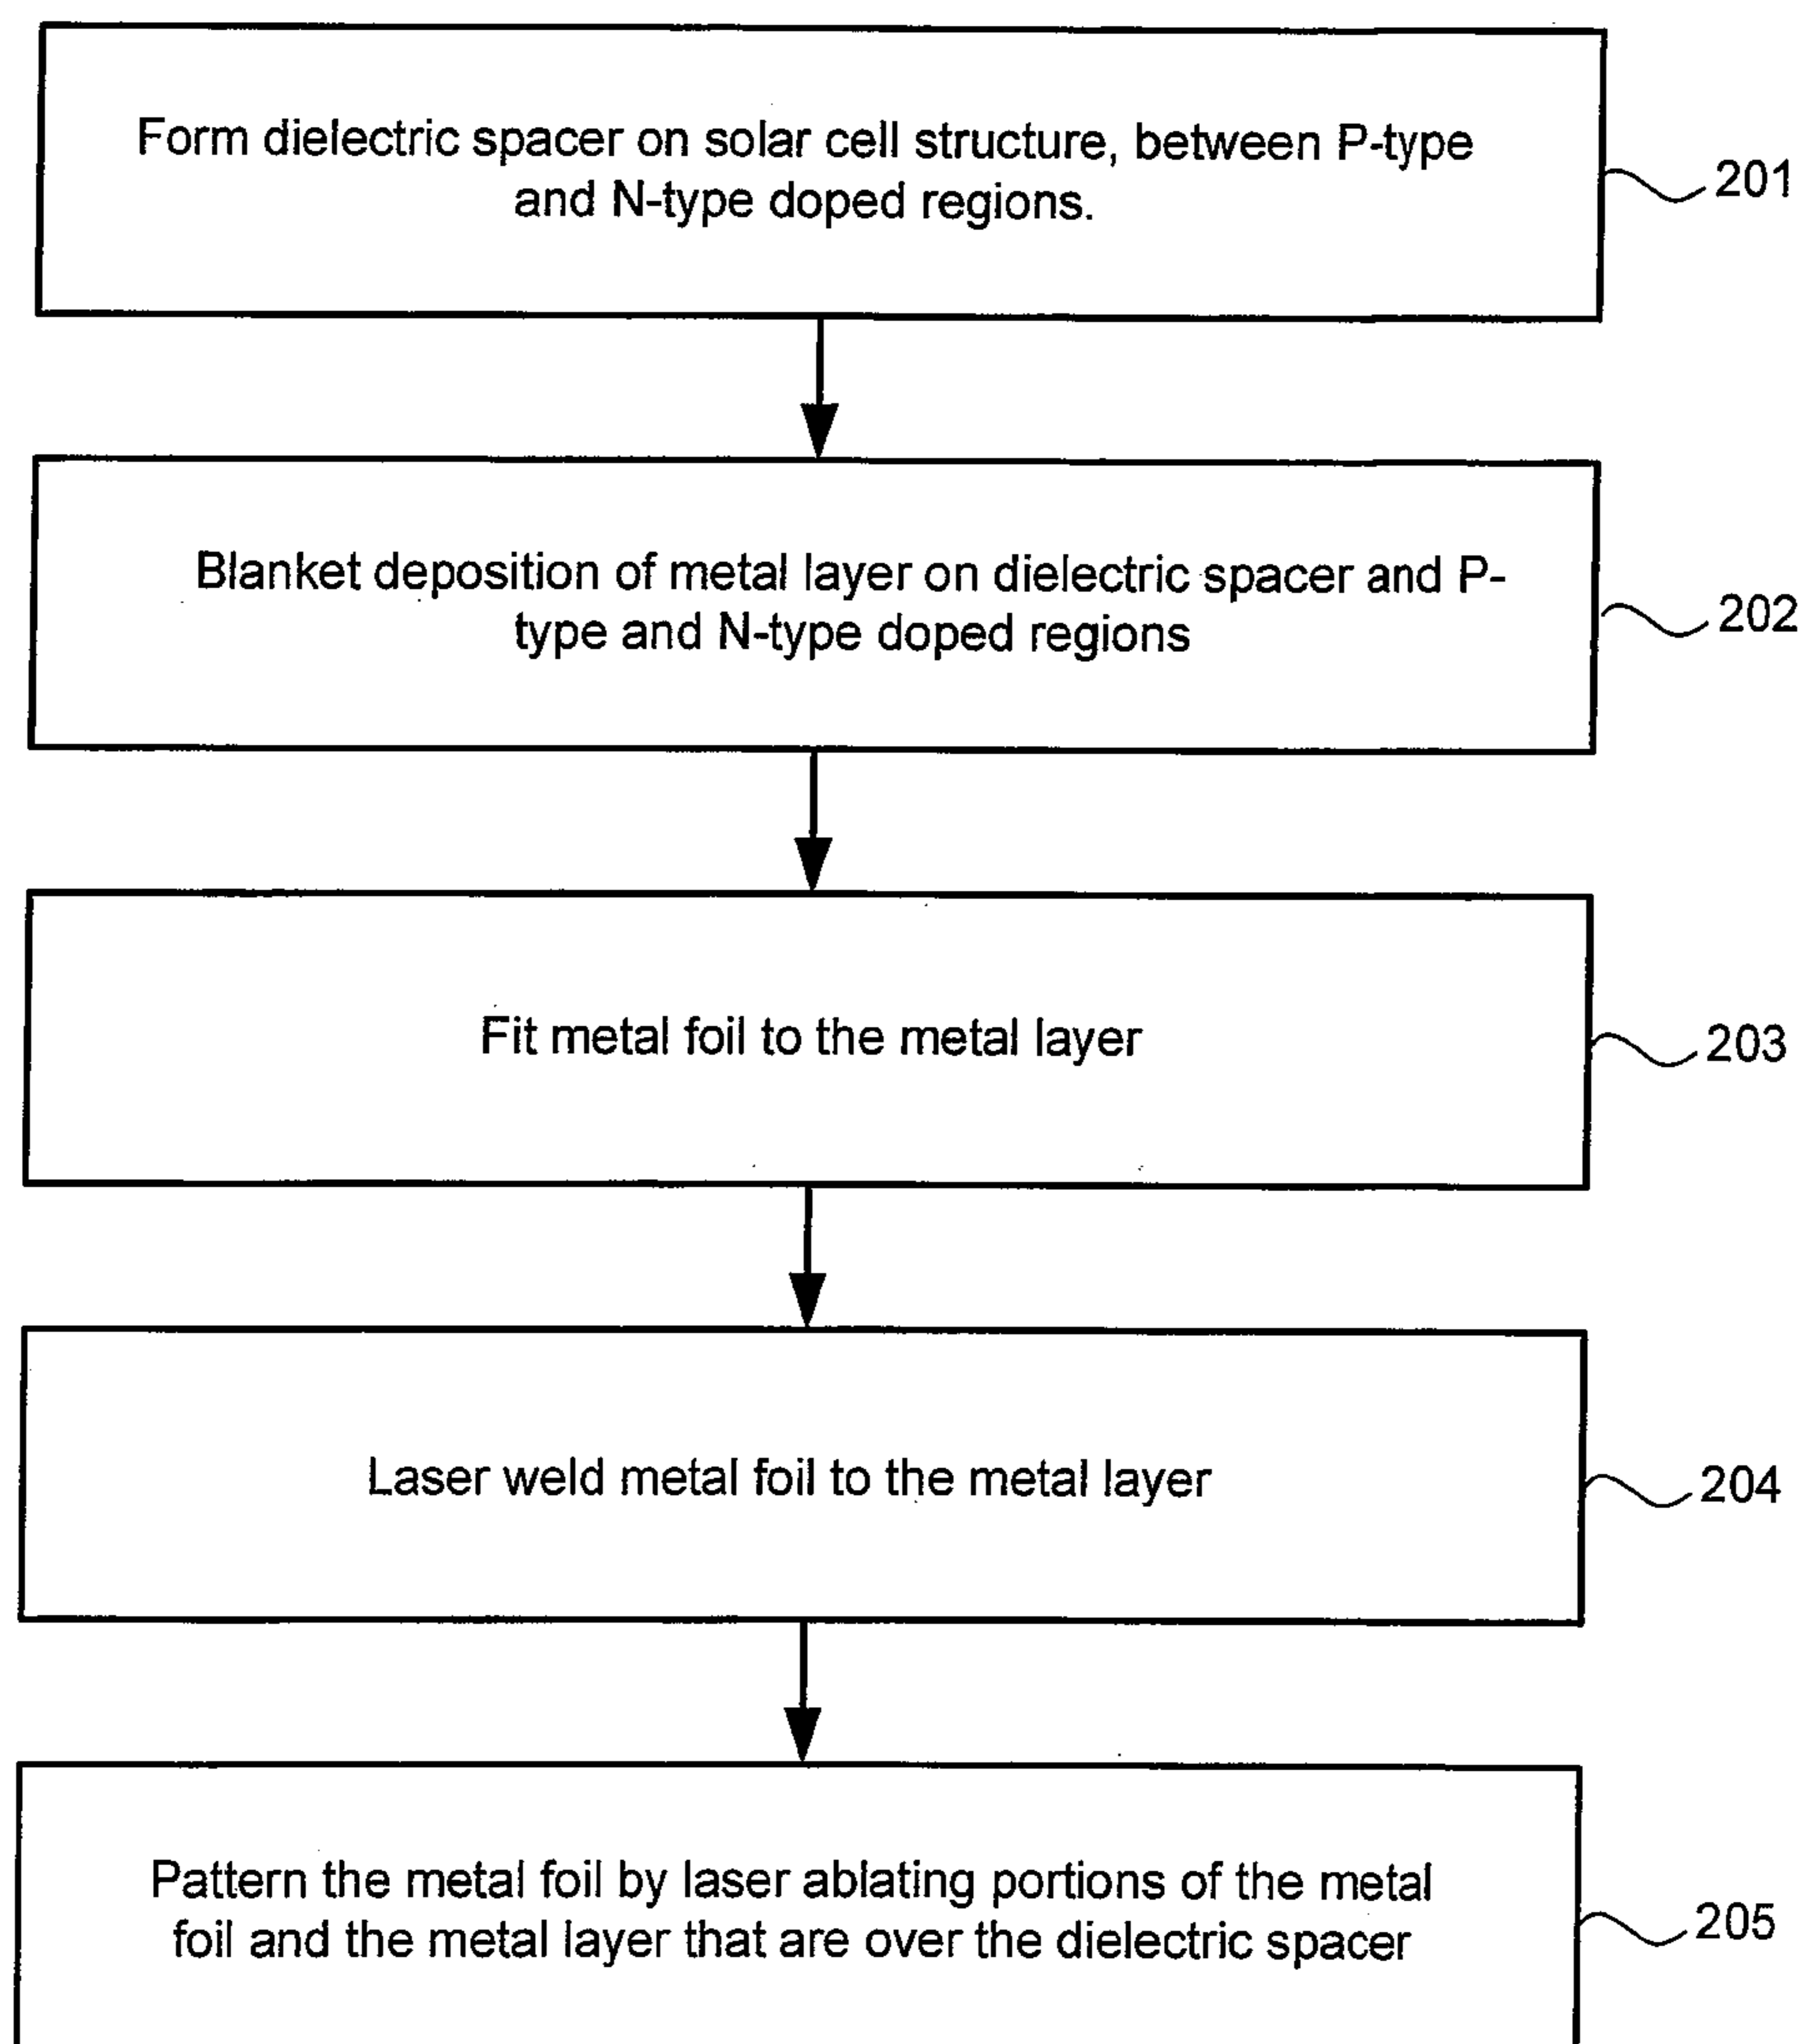 Form dielectric spacer on solar cell structure, between P-type
and N-type doped regions.
201
Blanket deposition of metal layer on dielectric spacer and P-
type and N-type doped regions
202
Fit metal foil to the metal layer
203
Laser weld metal foil to the metal layer
204
Pattern the metal foil by laser ablating portions of the metal
foil and the metal layer that are over the dielectric spacer
205